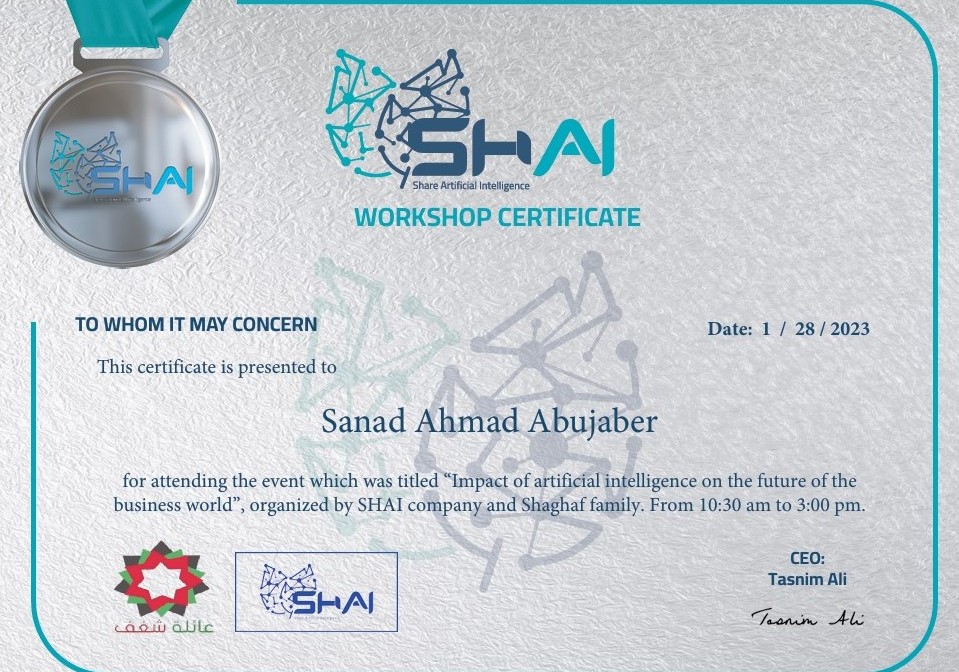 SHAI
SHAI
Share Artificial Intelligence
WORKSHOP CERTIFICATE
TO WHOM IT MAY CONCERN
Date: 1 / 28 / 2023
This certificate is presented to
Sanad Ahmad Abujaber
for attending the event which was titled “Impact of artificial intelligence on the future of the
business world”, organized by SHAI company and Shaghaf family. From 10:30 am to 3:00 pm.
CEO:
Tasnim Ali
Tasnim Ali
عائلة شغف
SHAI